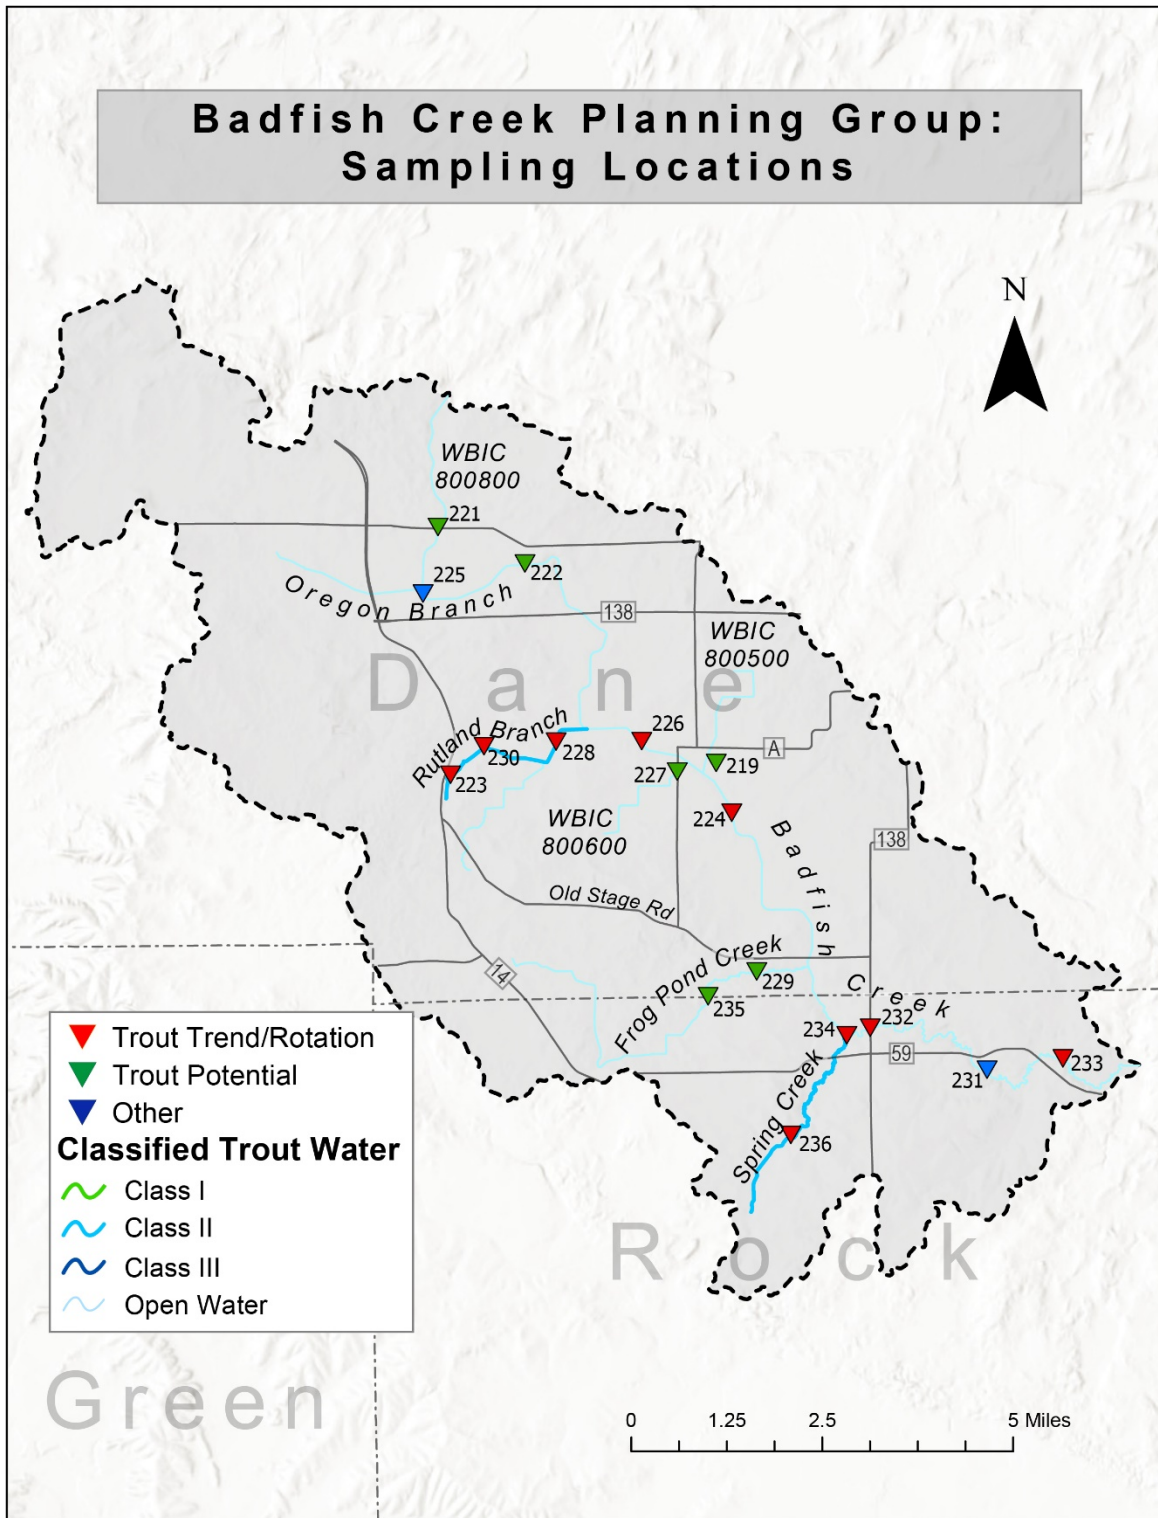 Badfish Creek Planning Group:
Sampling Locations
N
WBIC
800800
221
222
225
Oregon Branch
138
WBIC
800500
Dane
Rutland Branch
226
228
230
223
227
219
A
224
WBIC
800600
Badfish
138
Old Stage Rd
14
Frog Pond Creek
229
235
Creek
232
234
59
233
231
Spring Creek
236
Rock
Trout Trend/Rotation
Trout Potential
Other
Classified Trout Water
Class I
Class II
Class III
Open Water
Green
0 1.25 2.5 5 Miles